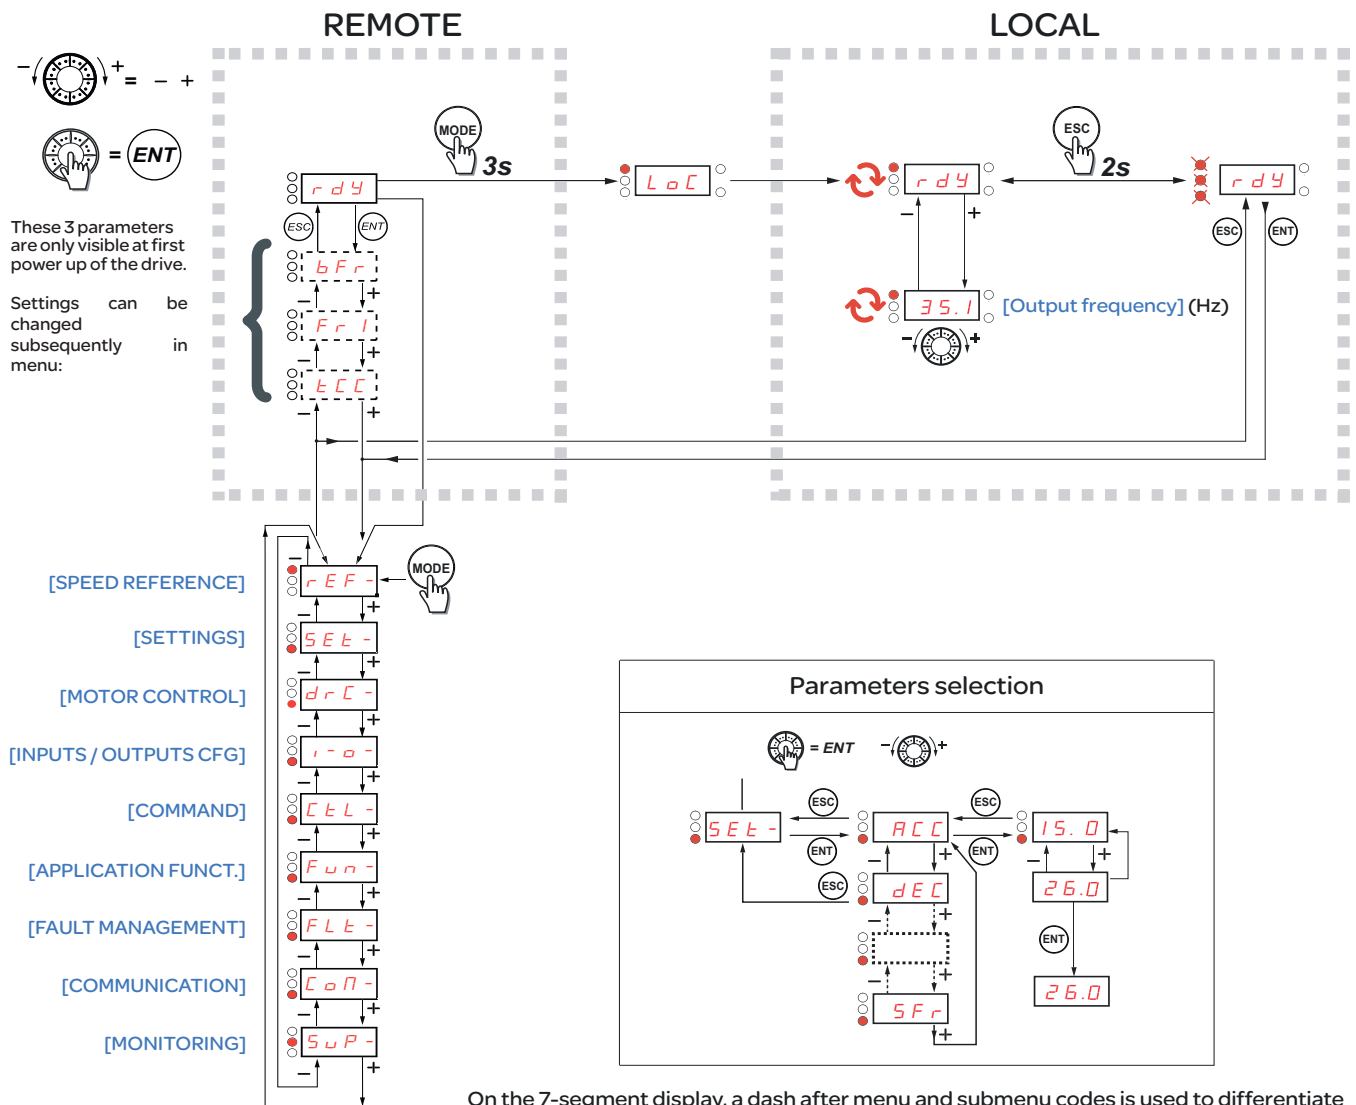 REMOTE
LOCAL
− + = − +
MODE
3s
ESC
2s
= ENT
rdY
LoC
rdY
rdY
ESC
ENT
− +
ESC
ENT
These 3 parameters
are only visible at first
power up of the drive.
bFr
+
Settings can be
changed
subsequently in
menu:
35.1
[Output frequency] (Hz)
− +
− Fr1
+
− tCC
− +
−
[SPEED REFERENCE]
rEF -
MODE
− +
[SETTINGS]
SEt -
− +
[MOTOR CONTROL]
drC -
− +
[INPUTS / OUTPUTS CFG]
i-o -
− +
[COMMAND]
CtL -
− +
[APPLICATION FUNCT.]
Fun -
− +
[FAULT MANAGEMENT]
FLt -
− +
[COMMUNICATION]
CoM -
− +
[MONITORING]
SuP -
− +
Parameters selection
= ENT
− +
ESC
ESC
SEt -
ACC
15.0
ENT
ENT
− +
− +
ESC
dEC
26.0
− +
ENT
− +
SFr
26.0
+
On the 7-segment display, a dash after menu and submenu codes is used to differentiate